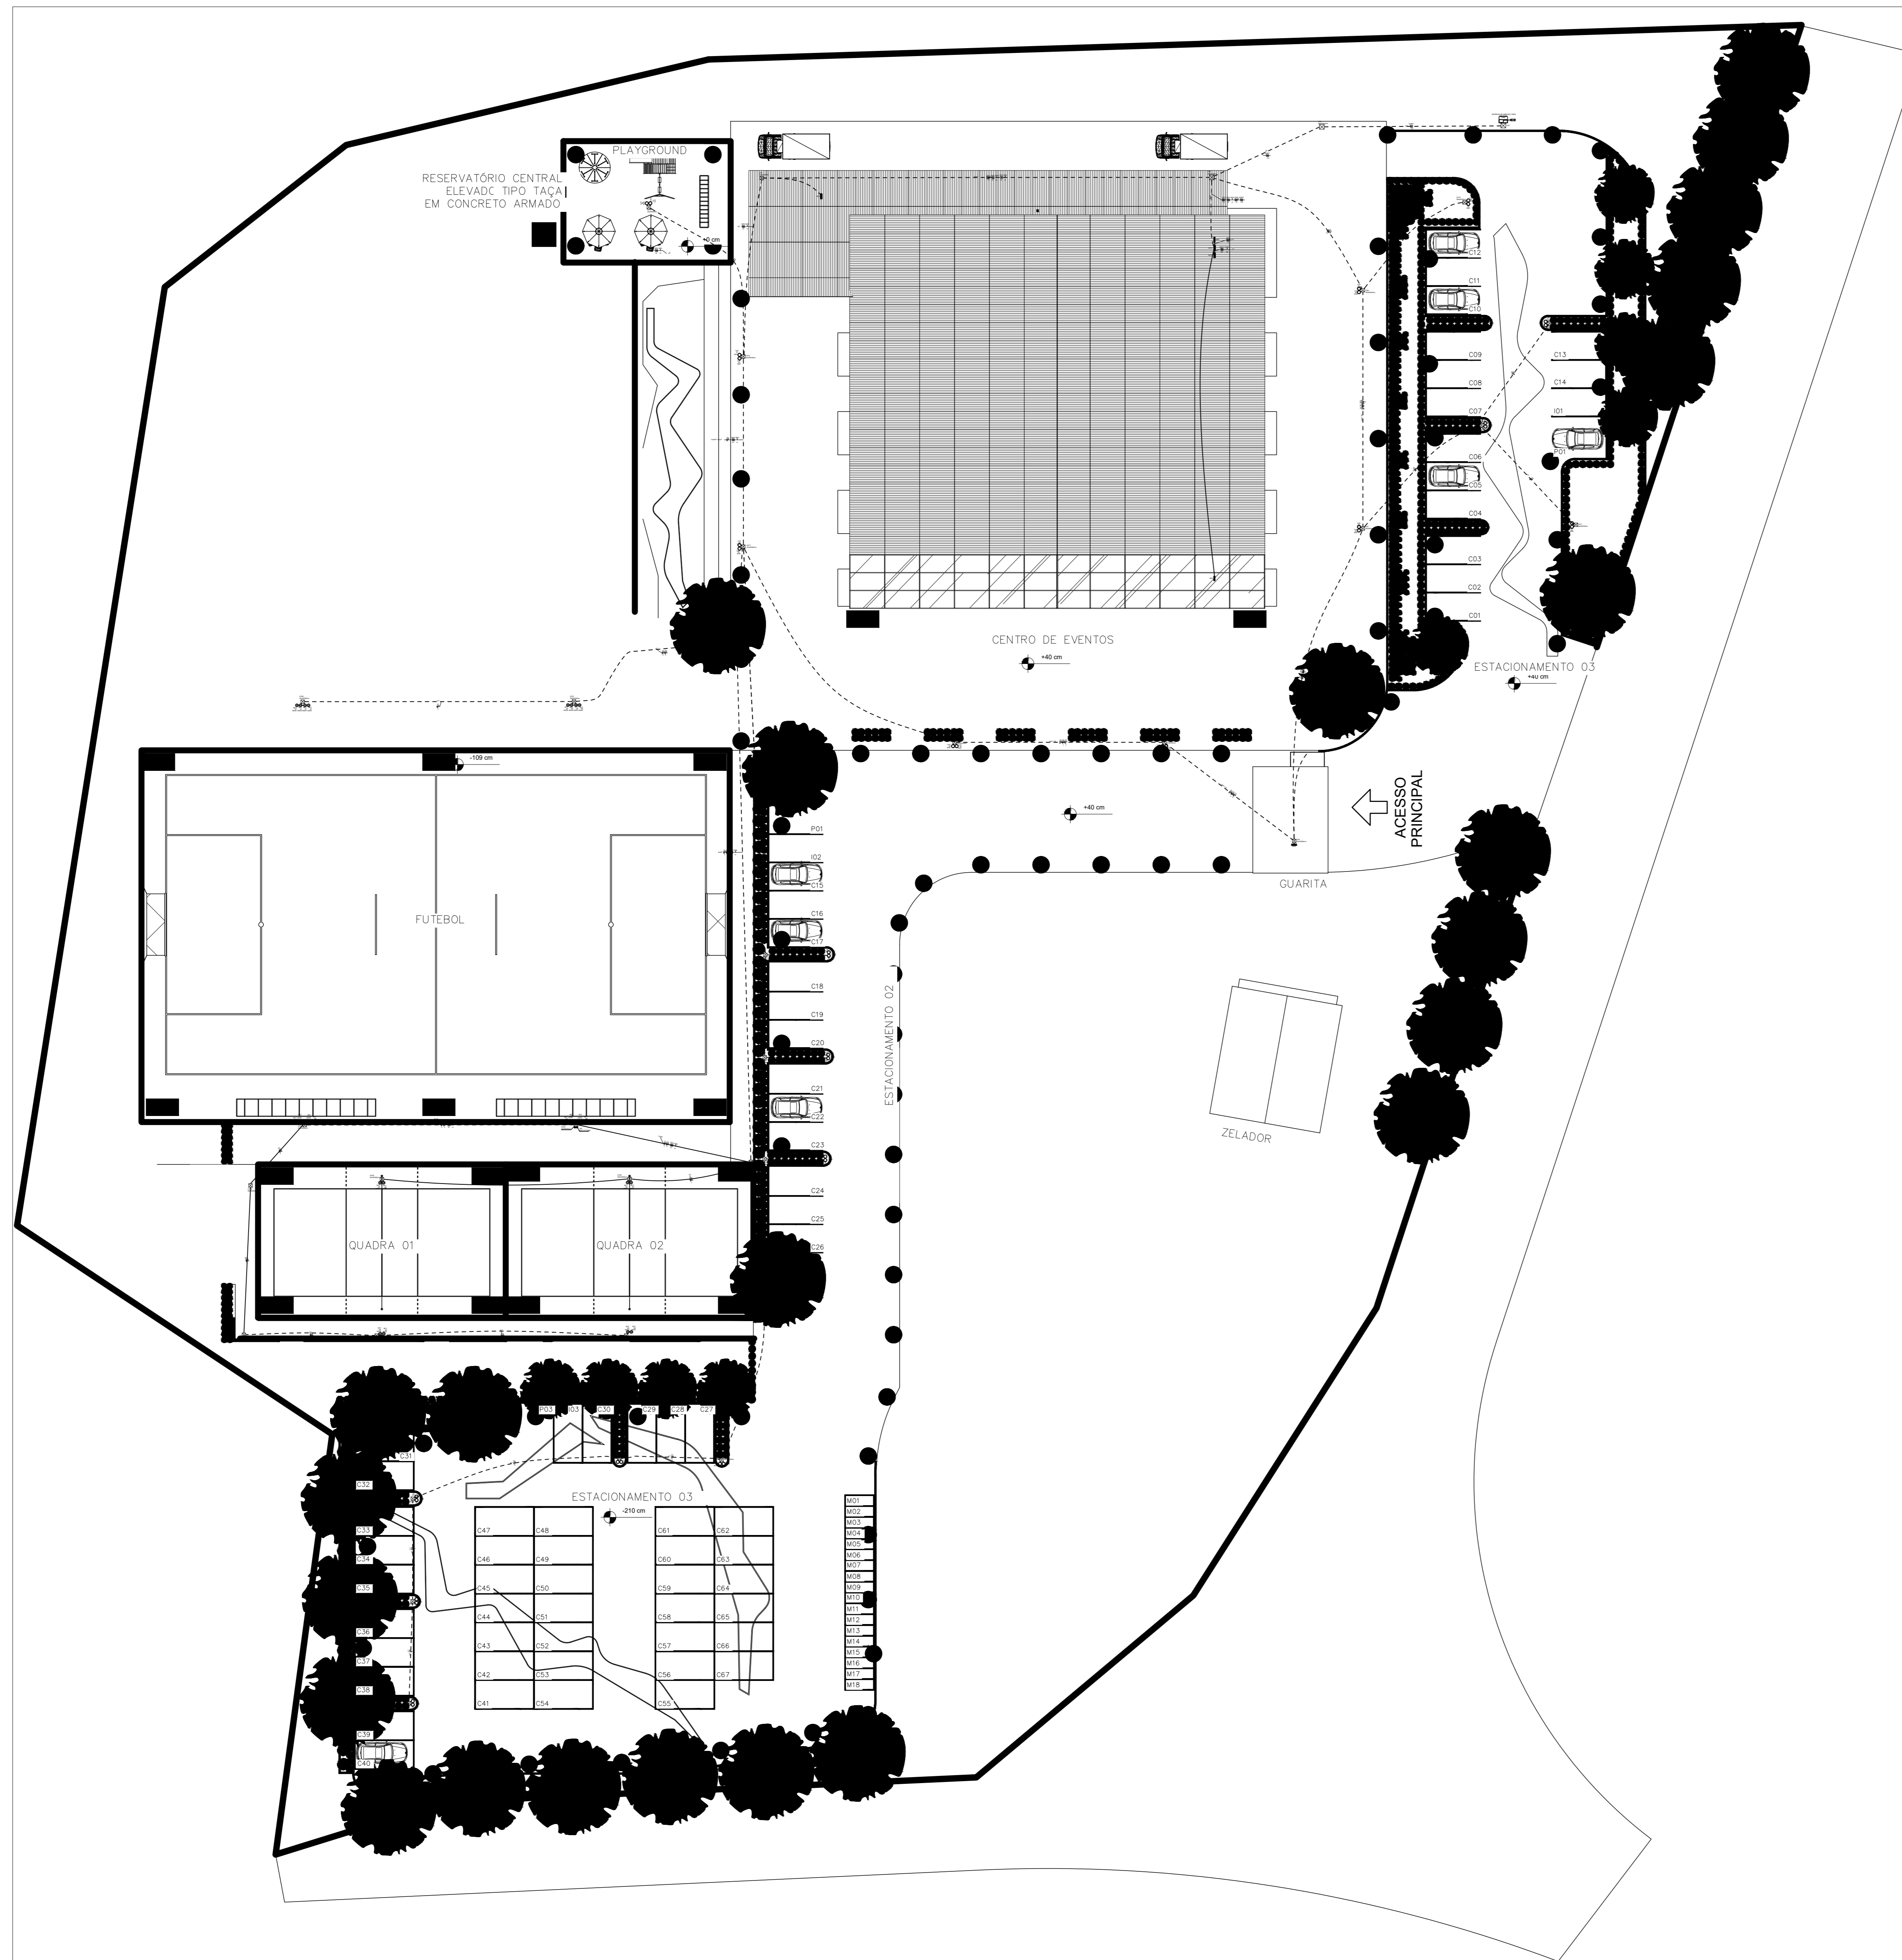 PLAYGROUND
RESERVATÓRIO CENTRAL
ELEVADO TIPO TAÇA
EM CONCRETO ARMADO
+0 cm
C12
C11
C10
C09
C08
C07
C06
C05
C04
C03
C02
C01
C13
C14
I01
P01
CENTRO DE EVENTOS
+40 cm
ESTACIONAMENTO 03
+40 cm
-109 cm
+40 cm
ACESSO
PRINCIPAL
GUARITA
FUTEBOL
P01
I02
C15
C16
C17
C18
C19
C20
C21
C22
C23
C24
C25
C26
ESTACIONAMENTO 02
ZELADOR
QUADRA 01
QUADRA 02
P03
I03
C30
C29
C28
C27
C31
C32
C33
C34
C35
C36
C37
C38
C39
C40
ESTACIONAMENTO 03
-210 cm
C47
C48
C46
C49
C45
C50
C44
C51
C43
C52
C42
C53
C41
C54
C61
C62
C60
C63
C59
C64
C58
C65
C57
C66
C56
C67
C55
M01
M02
M03
M04
M05
M06
M07
M08
M09
M10
M11
M12
M13
M14
M15
M16
M17
M18